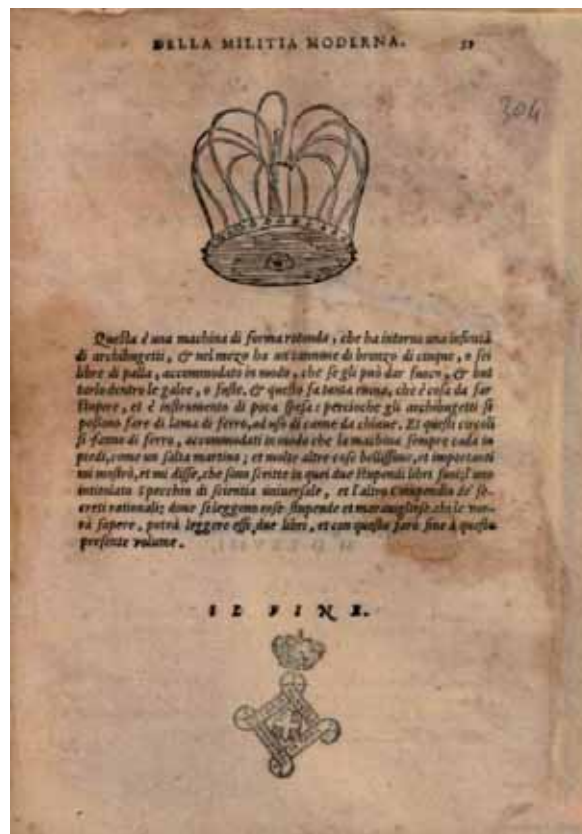 DELLA MILITIA MODERNA. 59
304
Questa é una machina di forma rotonda, che ha intorno una infinità
di archibugetti, & nel mezo ha un cannone di bronzo di cinque, o sei
libre di palla, accommodato in modo, che se gli può dar fuoco, & but
tarlo dentro le galee, o fuste. & questo fa tanta ruina, che è cosa da far
stupere, et é instrumento di poca spesa: percioche gli archibugetti si
possono fare di lama di ferro, ad uso di canne da chiaue. Et questi circoli
si fanno di ferro, accommodati in modo che la machina sempre cada in
piedi, come un salta martino; et molte altre cose bellissime, et importanti
mi mostrò, et mi disse, che sono scritte in quei due stupendi libri suoi; l'uno
intitolato Specchio di scientia uniuersale, et l'altro Compendio de' se-
creti rationali; doue si leggono cose stupende et marauigliose. chi le vor-
rà sapere, potrà leggere essi due libri, et con questo farò fine à questo
presente volume.
IL FINE.